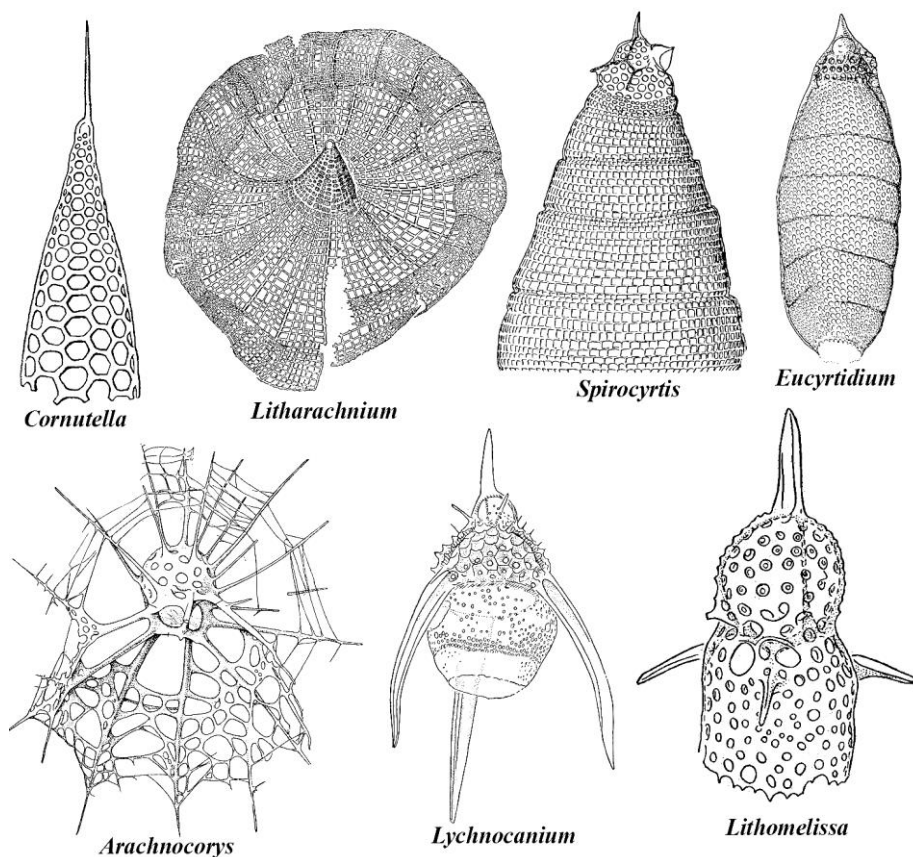 Cornutella
Litharachnium
Spirocyrtis
Eucyrtidium
Arachnocorys
Lychnocanium
Lithomelissa